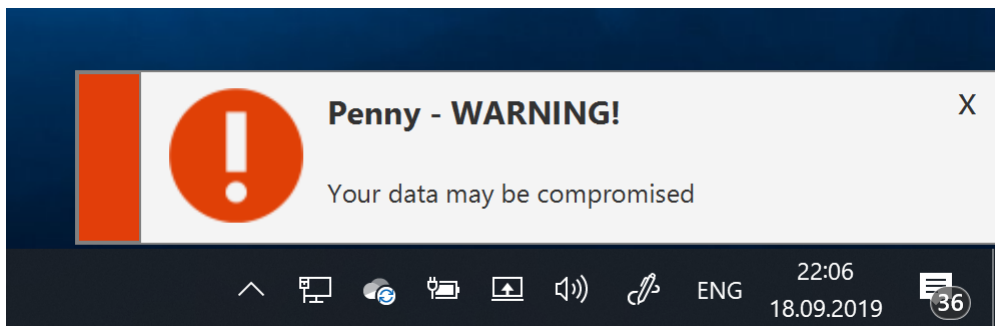 Penny - WARNING!
X
Your data may be compromised
ENG
22:06
18.09.2019
36